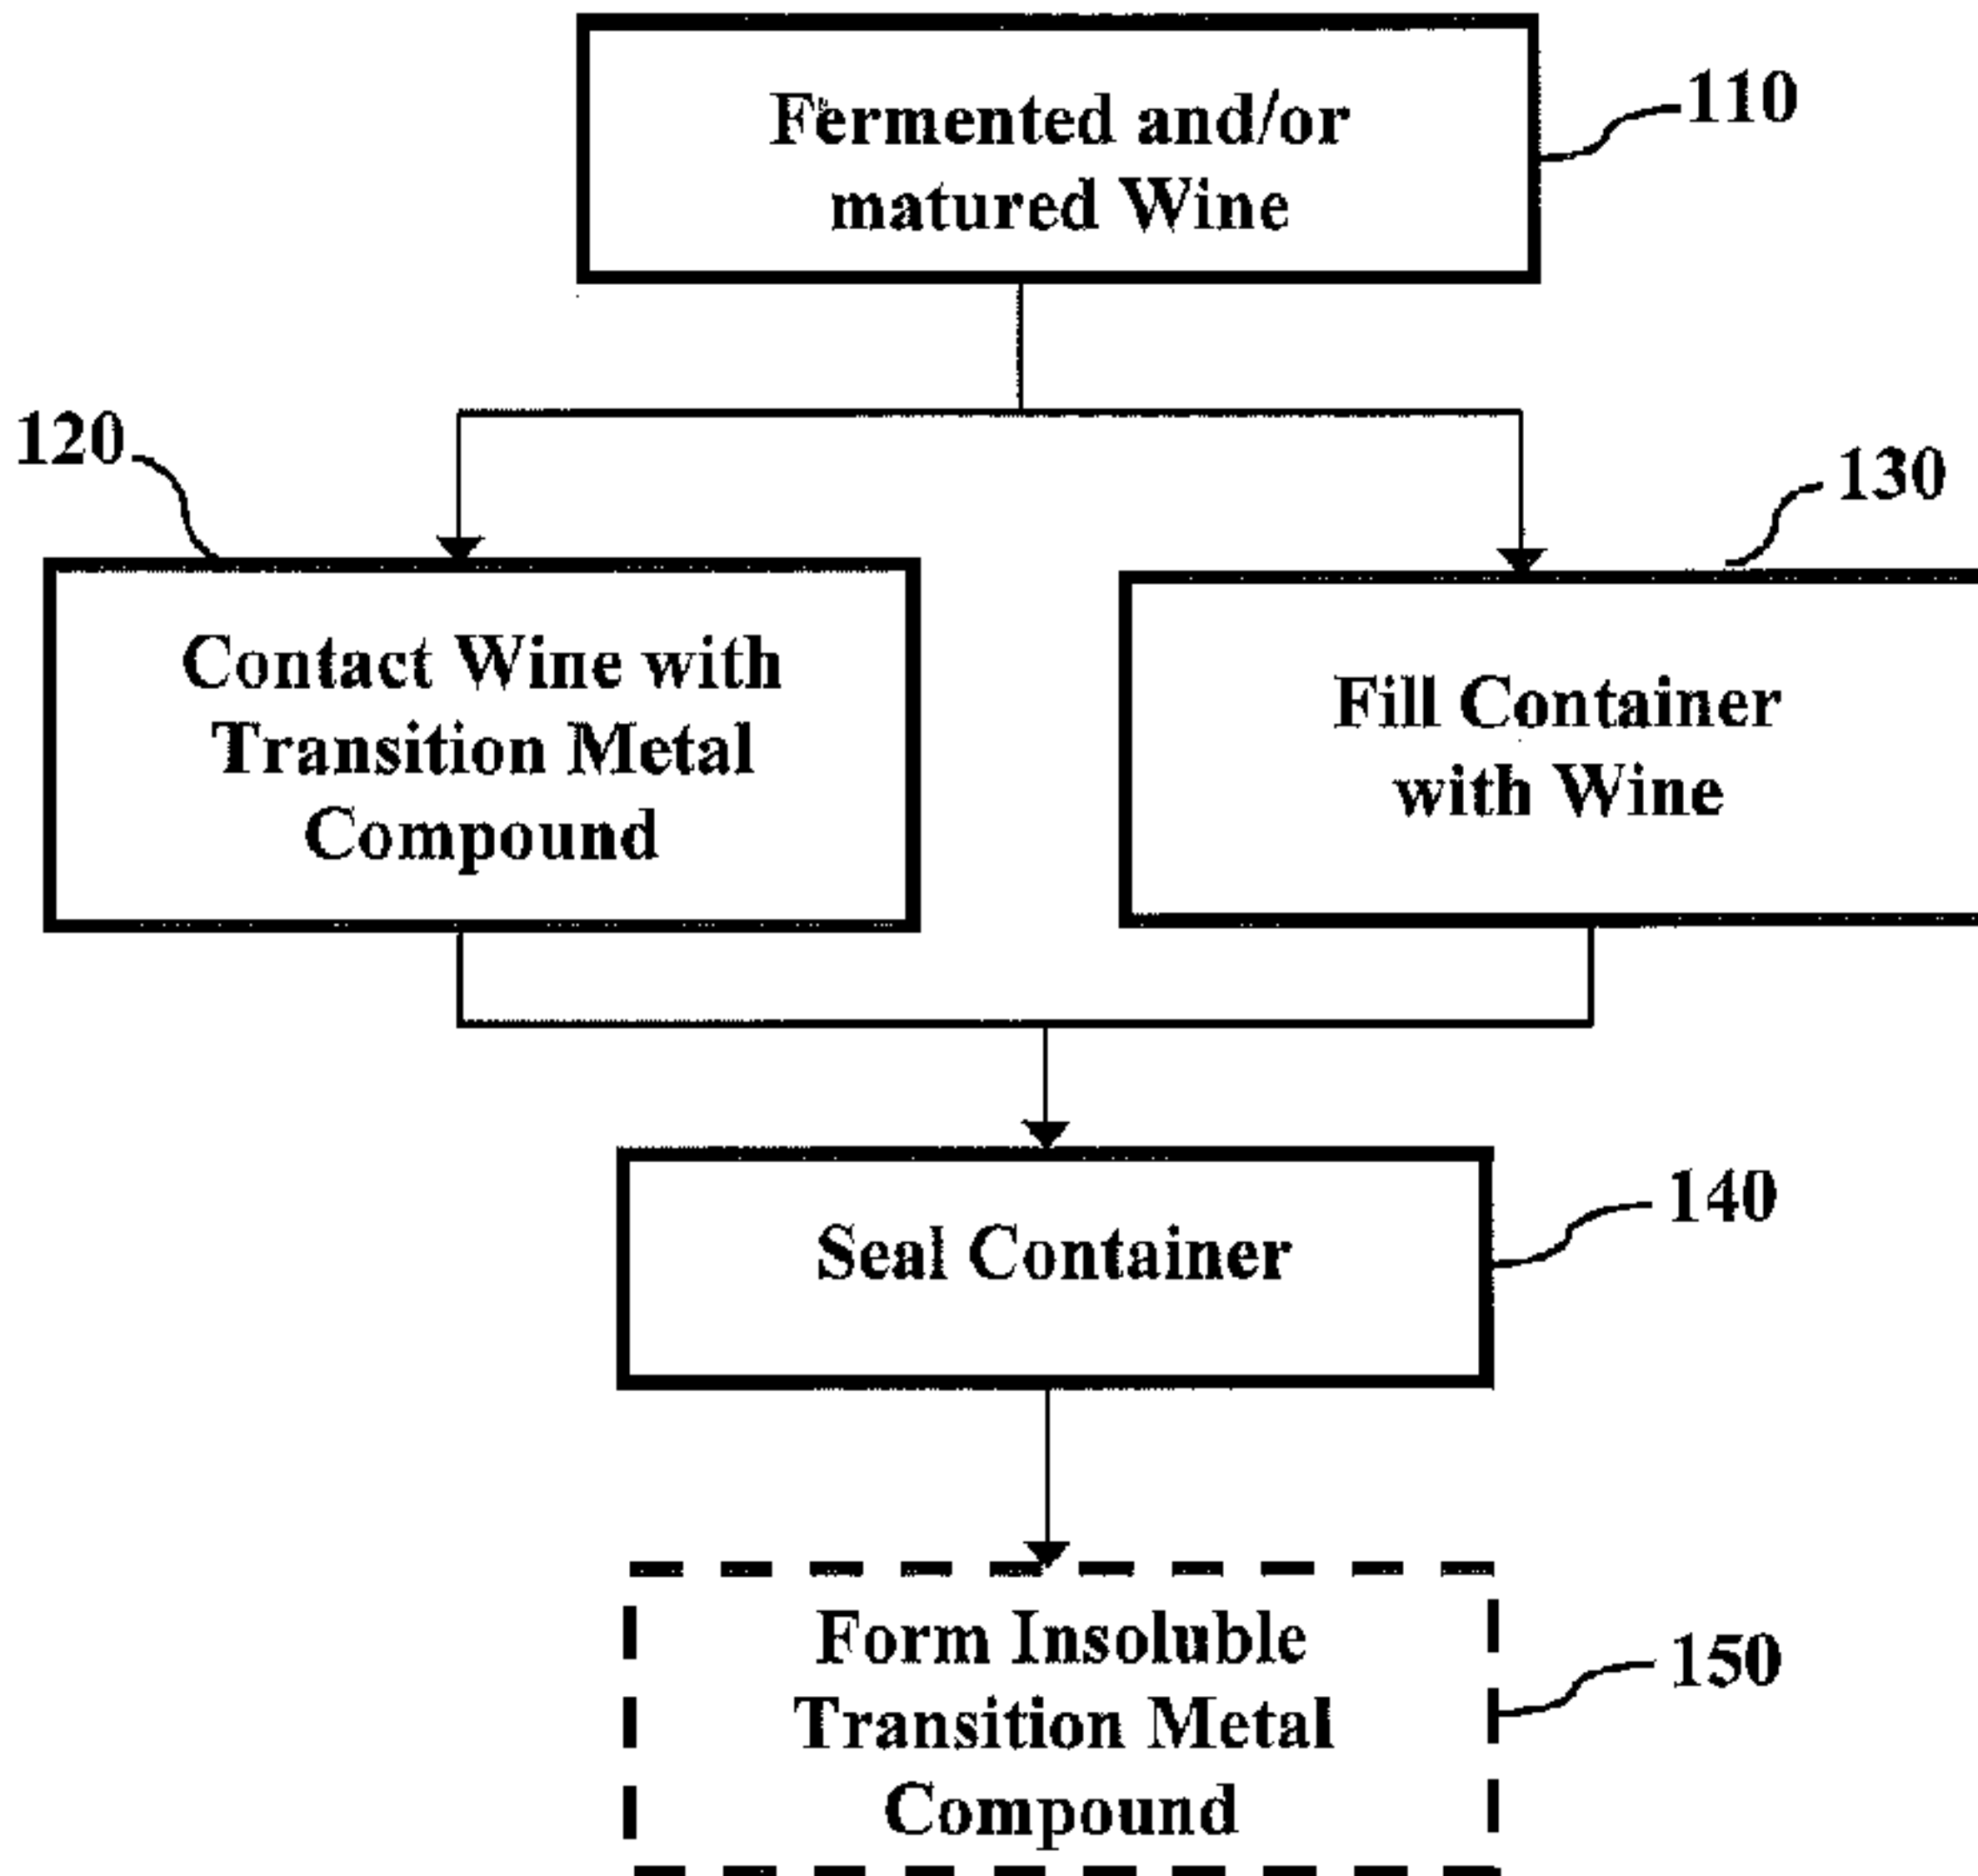 Fermented and/or
matured Wine
110
120
130
Contact Wine with
Transition Metal
Compound
Fill Container
with Wine
Seal Container
140
Form Insoluble
Transition Metal
Compound
150